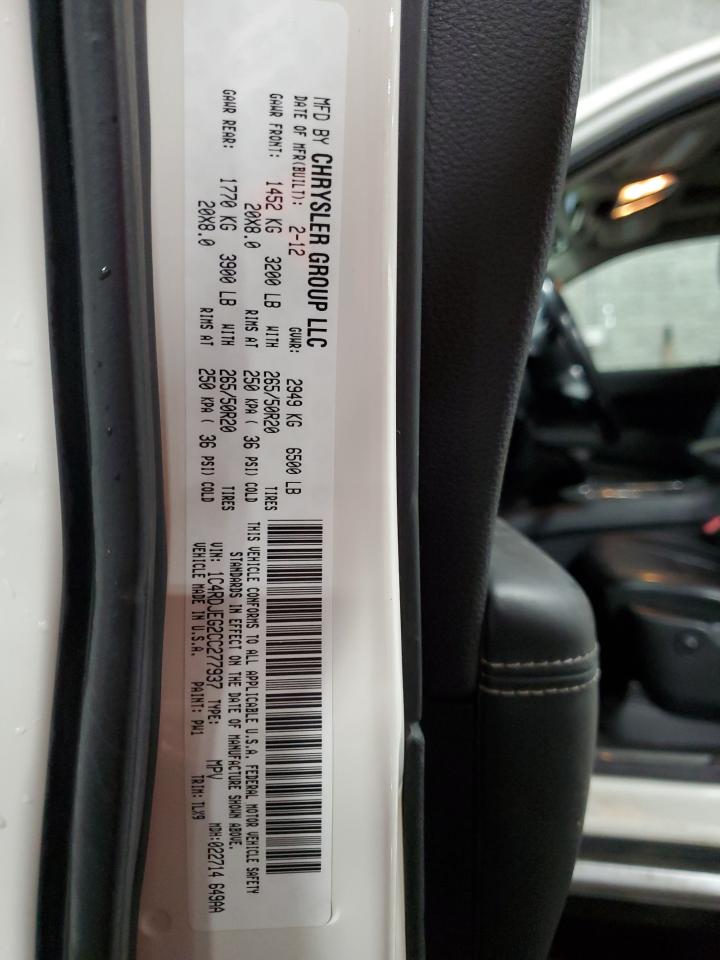 MFD BY CHRYSLER GROUP LLC
DATE OF MFR(BUILT): 2-12 GVWR: 2949 KG 6500 LB
GAWR FRONT: 1452 KG 3200 LB WITH 265/50R20 TIRES
20X8.0 RIMS AT 250 KPA ( 36 PSI) COLD
GAWR REAR: 1770 KG 3900 LB WITH 265/50R20 TIRES
20X8.0 RIMS AT 250 KPA ( 36 PSI) COLD
THIS VEHICLE CONFORMS TO ALL APPLICABLE U.S.A. FEDERAL MOTOR VEHICLE SAFETY
STANDARDS IN EFFECT ON THE DATE OF MANUFACTURE SHOWN ABOVE.
VIN: 1C4RDJEG2CC277937 TYPE: MPV MDH:022714 649AA
VEHICLE MADE IN U.S.A. PAINT: PW1 TRIM: TLX9